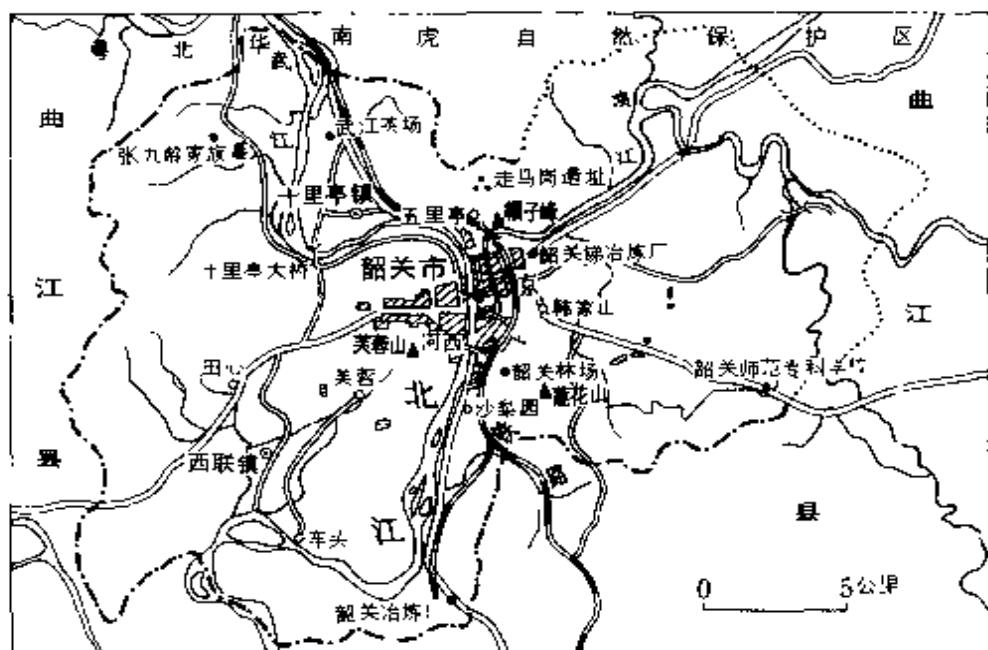 粤北华南虎自然保护区
武
江
浈
江
曲
江
县
曲
江
县
武江茶场
张九龄家族墓
走马岗遗址
十里亭镇
五里亭
帽子峰
韶关市
韶关锑冶炼厂
十里亭大桥
韩家山
芙蓉山
河西
田心
芙蓉
北
江
韶关林场
莲花山
韶关师范专科学校
沙梨园
铁
路
西联镇
车头
韶关冶炼厂
0 5公里